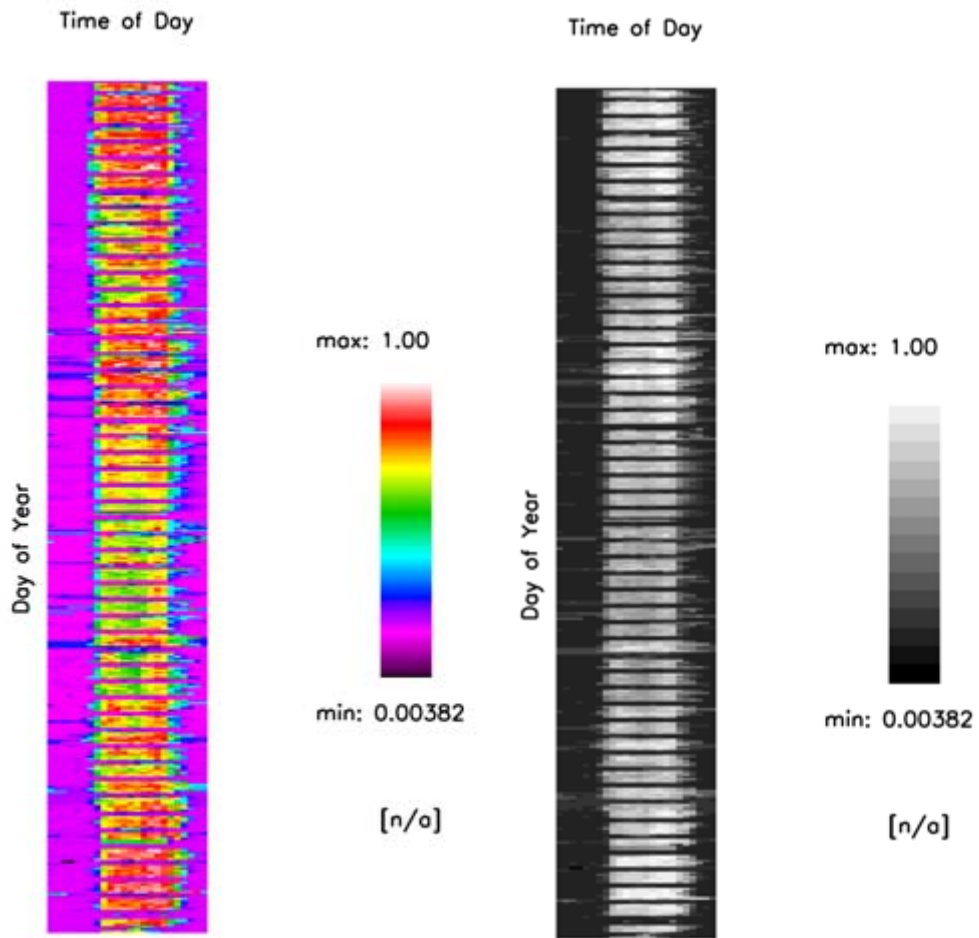 Time of Day
Time of Day
max: 1.00
max: 1.00
Day of Year
Day of Year
min: 0.00382
min: 0.00382
[n/a]
[n/a]